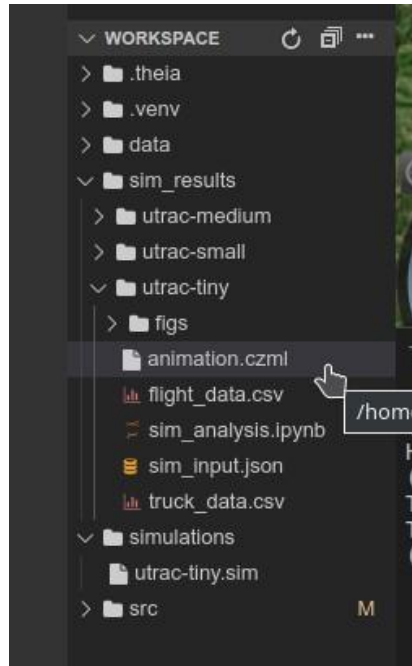 WORKSPACE
.theia
.venv
data
sim_results
utrac-medium
utrac-small
utrac-tiny
figs
animation.czml
flight_data.csv
/home
sim_analysis.ipynb
sim_input.json
truck_data.csv
simulations
utrac-tiny.sim
src M